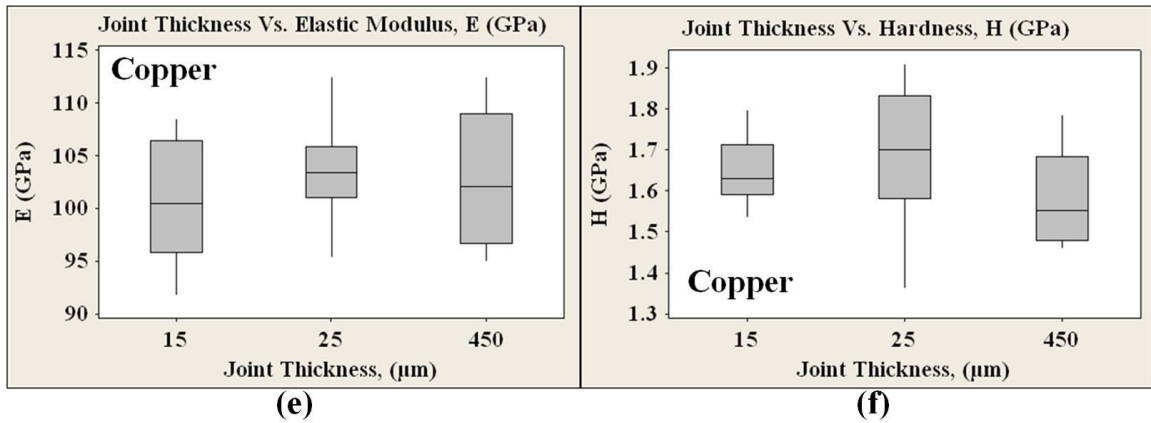 Joint Thickness Vs. Elastic Modulus, E (GPa)
115
110
105
100
95
90
E (GPa)
Copper
15 25 450
Joint Thickness, (μm)
(e)
Joint Thickness Vs. Hardness, H (GPa)
1.9
1.8
1.7
1.6
1.5
1.4
1.3
H (GPa)
Copper
15 25 450
Joint Thickness, (μm)
(f)